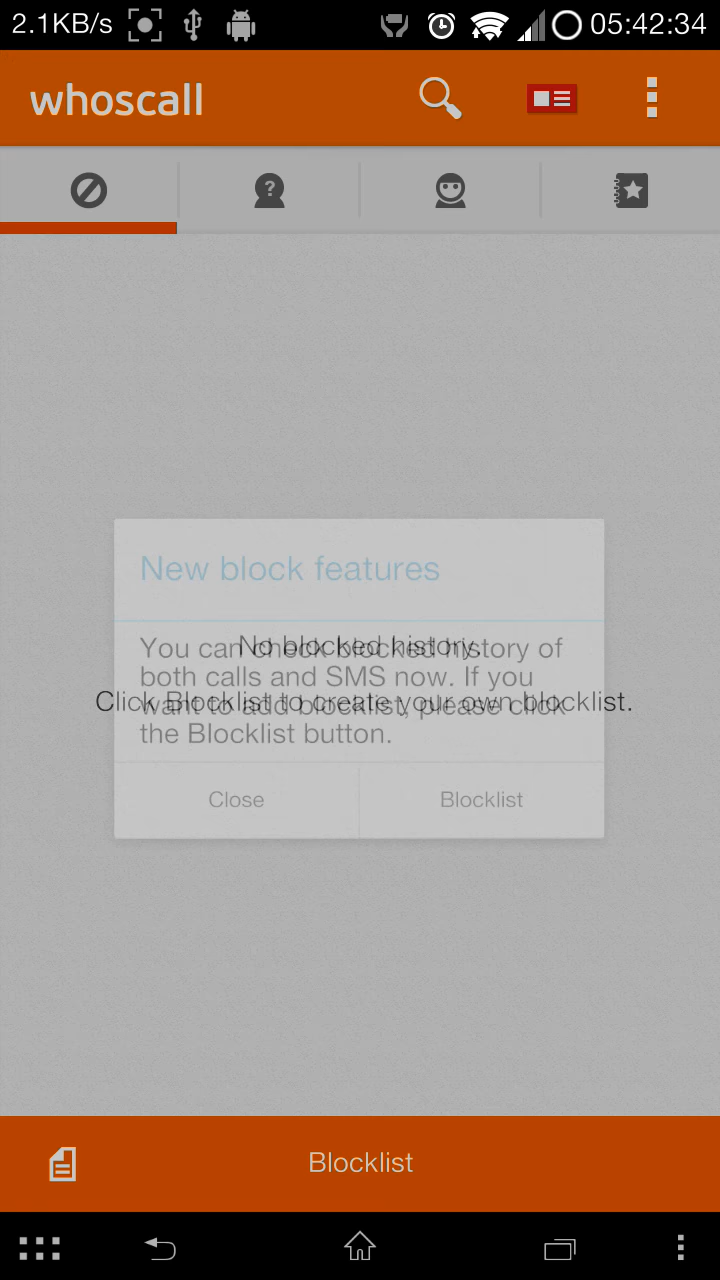 2.1KB/s
05:42:34
whoscall
?
New block features
No blocked history.
You can check blocked history of
both calls and SMS now. If you
Click Blocklist to create your own blocklist.
want to add blocklist, please click
the Blocklist button.
Close
Blocklist
Blocklist